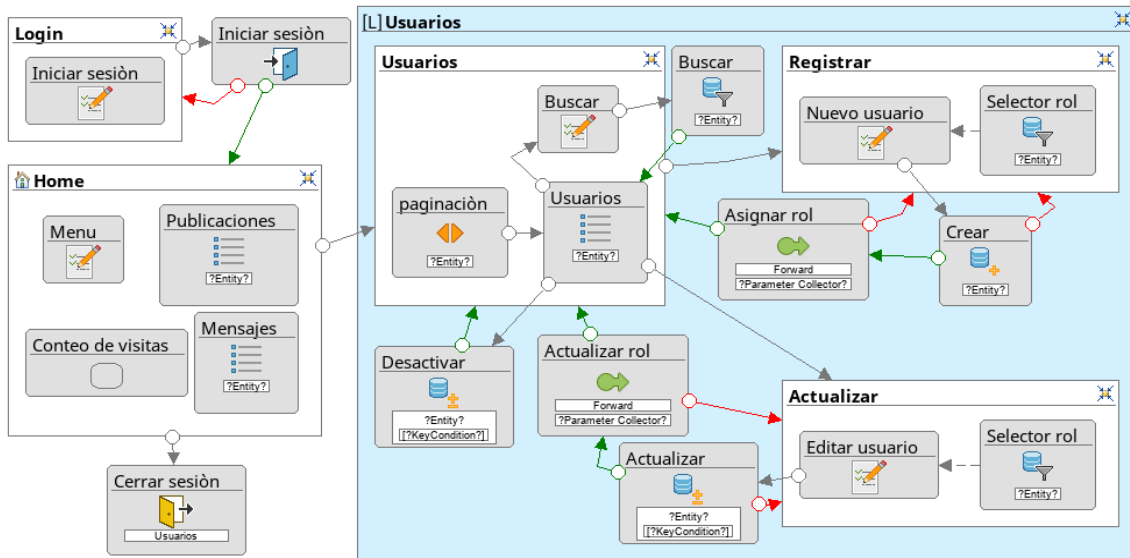 Login
Iniciar sesiòn
Iniciar sesiòn
Home
Menu
Publicaciones
?Entity?
Conteo de visitas
Mensajes
?Entity?
Cerrar sesiòn
Usuarios
[L] Usuarios
Usuarios
Buscar
paginaciòn
?Entity?
Usuarios
?Entity?
Buscar
?Entity?
Registrar
Nuevo usuario
Selector rol
?Entity?
Asignar rol
Forward
?Parameter Collector?
Crear
?Entity?
Desactivar
?Entity?
[?KeyCondition?]
Actualizar rol
Forward
?Parameter Collector?
Actualizar
?Entity?
[?KeyCondition?]
Actualizar
Editar usuario
Selector rol
?Entity?